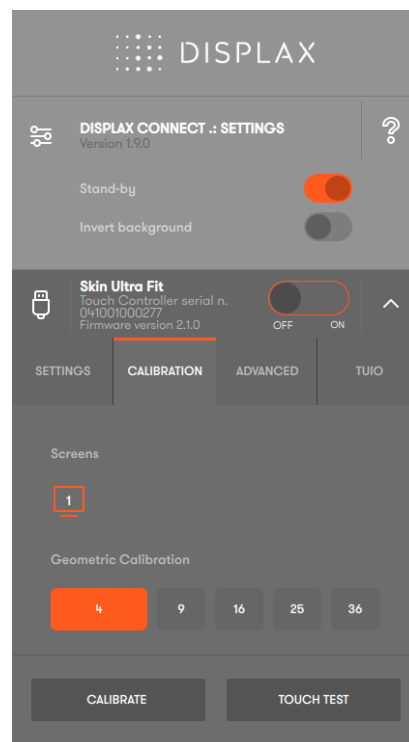 DISPLAX
DISPLAX CONNECT .: SETTINGS
Version 1.9.0
Stand-by
Invert background
Skin Ultra Fit
Touch Controller serial n.
041001000277
Firmware version 2.1.0
OFF ON
SETTINGS CALIBRATION ADVANCED TUIO
Screens
1
Geometric Calibration
4 9 16 25 36
CALIBRATE TOUCH TEST